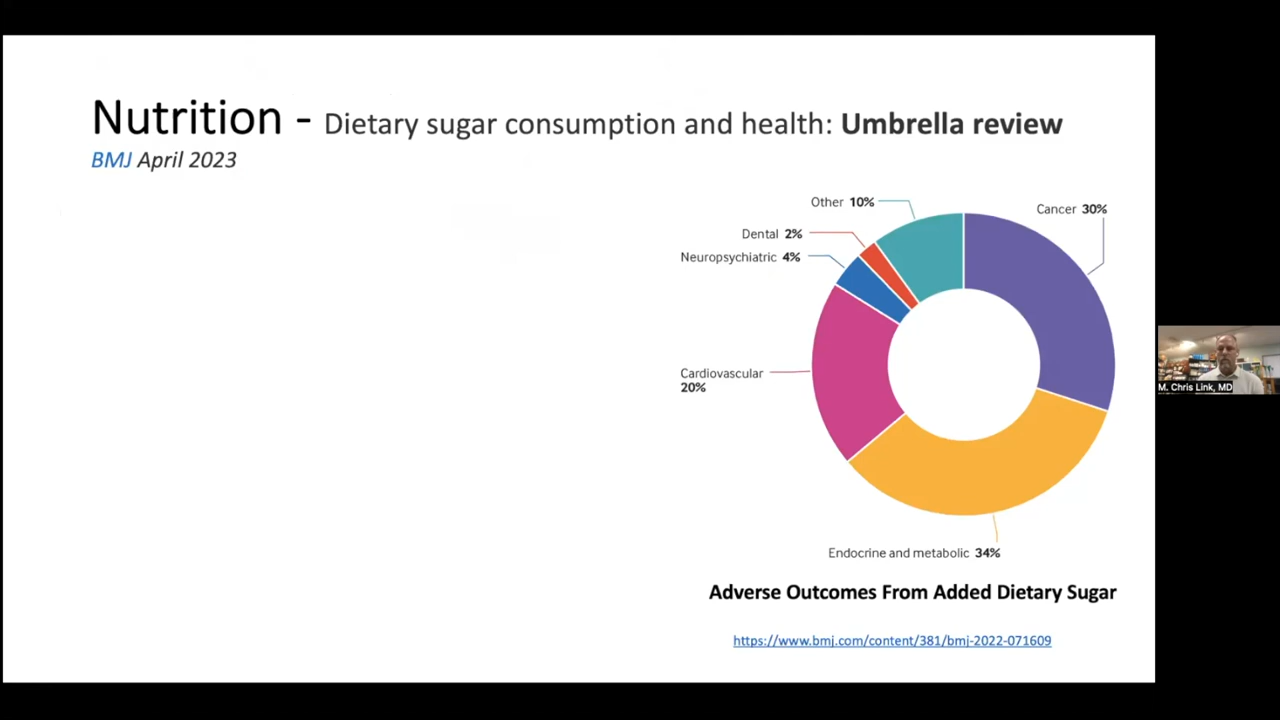 Nutrition - Dietary sugar consumption and health: Umbrella review
BMJ April 2023
Other 10%
Cancer 30%
Dental 2%
Neuropsychiatric 4%
Cardiovascular
20%
Endocrine and metabolic 34%
Adverse Outcomes From Added Dietary Sugar
https://www.bmj.com/content/381/bmj-2022-071609
M. Chris Link, MD